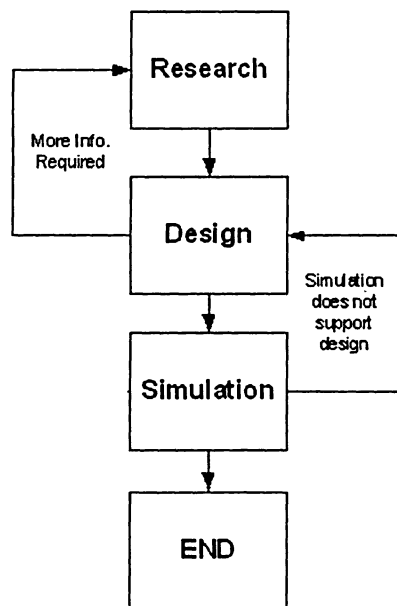 Research
More Info.
Required
Design
Simulation
does not
support
design
Simulation
END